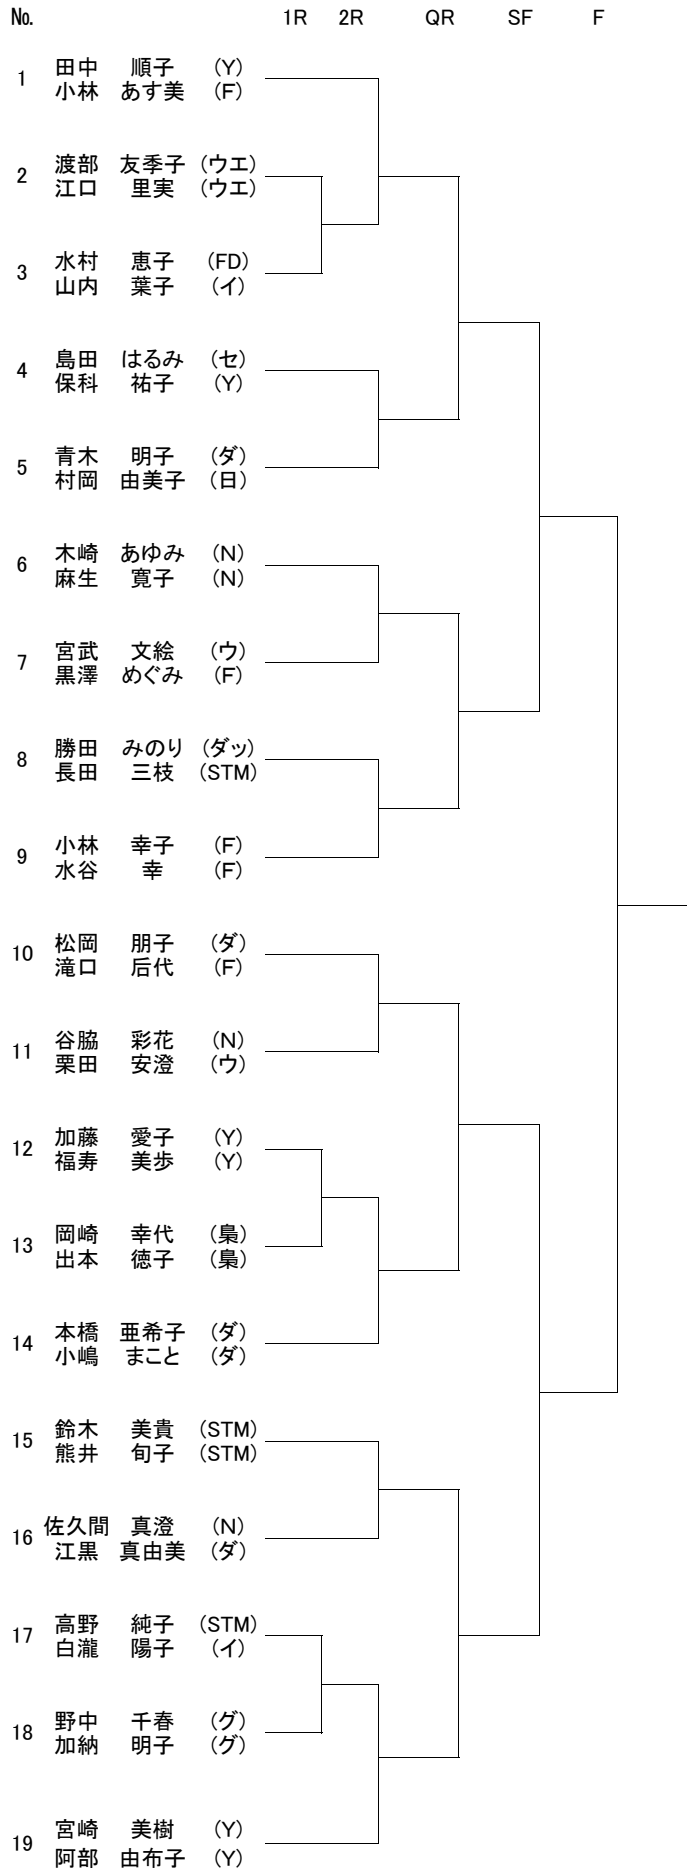 № 1R 2R QR SF F
1 田中 順子 (Y)
小林 あす美 (F)
2 渡部 友季子 (ウエ)
江口 里実 (ウエ)
3 水村 恵子 (FD)
山内 葉子 (イ)
4 島田 はるみ (セ)
保科 祐子 (Y)
5 青木 明子 (ダ)
村岡 由美子 (日)
6 木崎 あゆみ (N)
麻生 寛子 (N)
7 宮武 文絵 (ウ)
黒澤 めぐみ (F)
8 勝田 みのり (ダッ)
長田 三枝 (STM)
9 小林 幸子 (F)
水谷 幸 (F)
10 松岡 朋子 (ダ)
滝口 后代 (F)
11 谷脇 彩花 (N)
栗田 安澄 (ウ)
12 加藤 愛子 (Y)
福寿 美歩 (Y)
13 岡崎 幸代 (梟)
出本 徳子 (梟)
14 本橋 亜希子 (ダ)
小嶋 まこと (ダ)
15 鈴木 美貴 (STM)
熊井 旬子 (STM)
16 佐久間 真澄 (N)
江黒 真由美 (ダ)
17 高野 純子 (STM)
白瀧 陽子 (イ)
18 野中 千春 (グ)
加納 明子 (グ)
19 宮崎 美樹 (Y)
阿部 由布子 (Y)